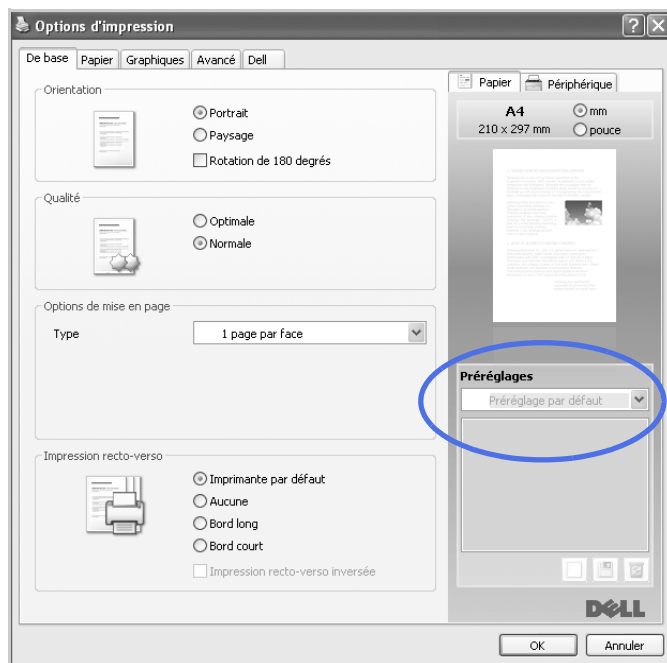 Options d'impression
De base Papier Graphiques Avancé Dell
Orientation
Portrait
Paysage
Rotation de 180 degrés
Qualité
Optimale
Normale
Options de mise en page
Type 1 page par face
Impression recto-verso
Imprimante par défaut
Aucune
Bord long
Bord court
Impression recto-verso inversée
Papier Périphérique
A4 mm
210 x 297 mm pouce
Préréglages
Préréglage par défaut
DELL
OK Annuler